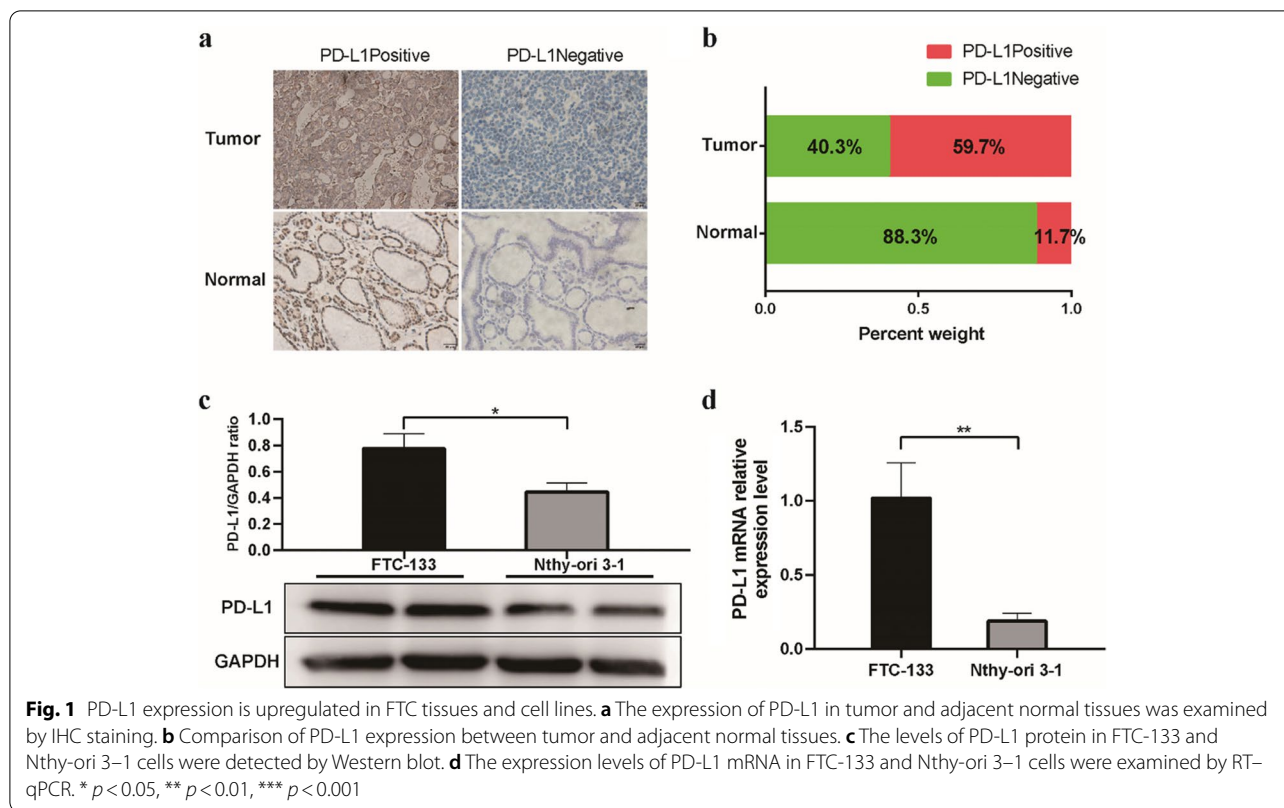 a
PD-L1Positive PD-L1Negative
Tumor
Normal
b
PD-L1Positive
PD-L1Negative
Tumor
40.3% 59.7%
Normal
88.3% 11.7%
0.0 0.5 1.0
Percent weight
c
*
PD-L1/GAPDH ratio
1.0
0.8
0.6
0.4
0.2
0.0
FTC-133 Nthy-ori 3-1
PD-L1
GAPDH
d
**
PD-L1 mRNA relative
expression level
1.5
1.0
0.5
0.0
FTC-133 Nthy-ori 3-1
Fig. 1 PD-L1 expression is upregulated in FTC tissues and cell lines. a The expression of PD-L1 in tumor and adjacent normal tissues was examined
by IHC staining. b Comparison of PD-L1 expression between tumor and adjacent normal tissues. c The levels of PD-L1 protein in FTC-133 and
Nthy-ori 3–1 cells were detected by Western blot. d The expression levels of PD-L1 mRNA in FTC-133 and Nthy-ori 3–1 cells were examined by RT–
qPCR. * p < 0.05, ** p < 0.01, *** p < 0.001